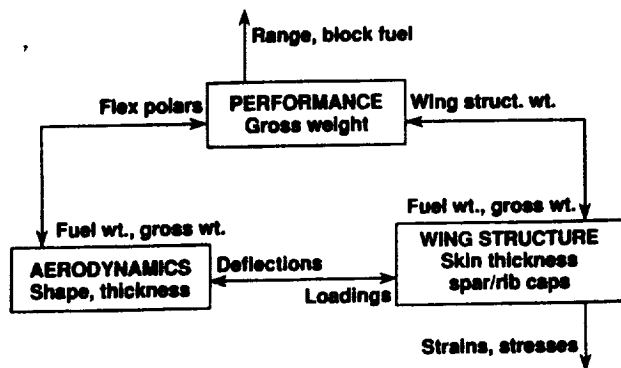 Range, block fuel
Flex polars
PERFORMANCE
Gross weight
Wing struct. wt.
Fuel wt., gross wt.
Fuel wt., gross wt.
AERODYNAMICS
Shape, thickness
Deflections
Loadings
WING STRUCTURE
Skin thickness
spar/rib caps
Strains, stresses